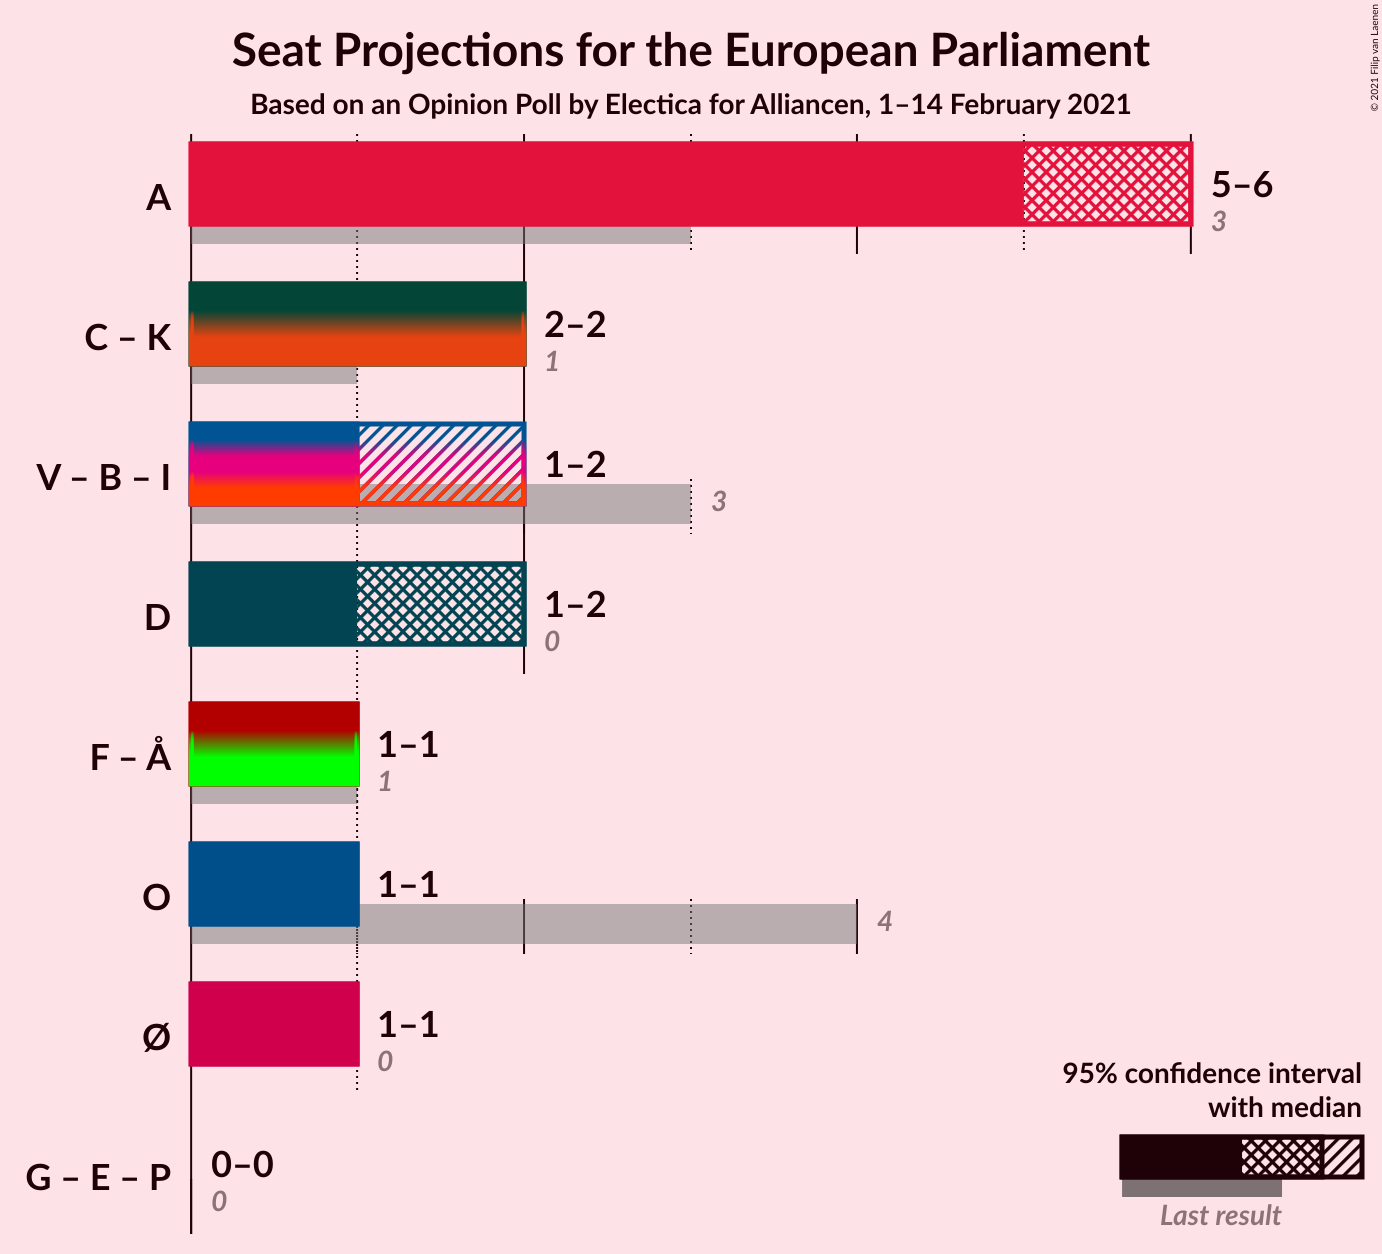 Seat Projections for the European Parliament
Based on an Opinion Poll by Electica for Alliancen, 1–14 February 2021
© 2021 Filip van Laenen
A
5–6
3
C – K
2–2
1
V – B – I
1–2
3
D
1–2
0
F – Å
1–1
1
O
1–1
4
Ø
1–1
0
G – E – P
0–0
0
95% confidence interval
with median
Last result